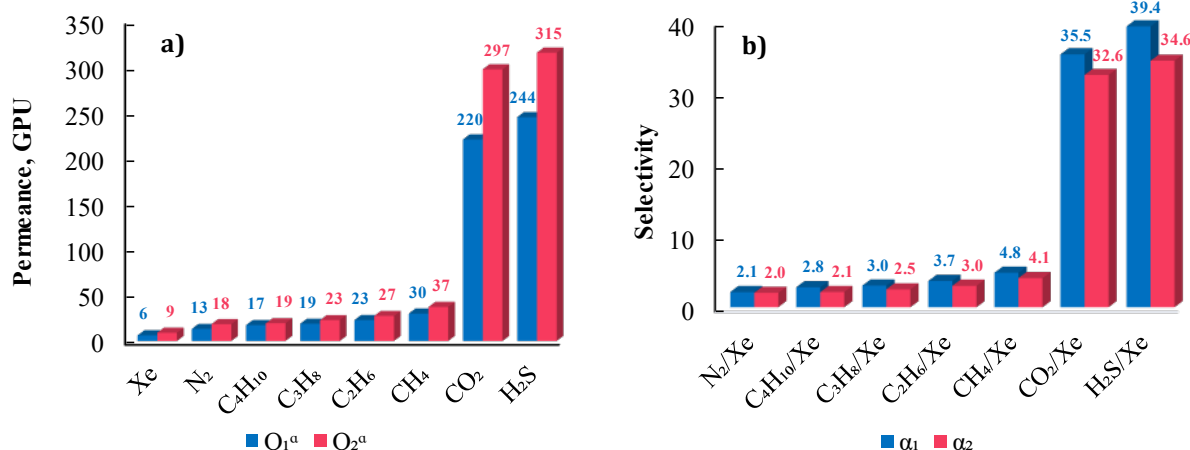 a)
Permeance, GPU
350
300
250
200
150
100
50
0
6 9 13 18 17 19 19 23 23 27 30 37 220 297 244 315
Xe N₂ C₄H₁₀ C₃H₈ C₂H₆ CH₄ CO₂ H₂S
Q₁ᵃ Q₂ᵃ
b)
Selectivity
40
30
20
10
0
2.1 2.0 2.8 2.1 3.0 2.5 3.7 3.0 4.8 4.1 35.5 32.6 39.4 34.6
N₂/Xe C₄H₁₀/Xe C₃H₈/Xe C₂H₆/Xe CH₄/Xe CO₂/Xe H₂S/Xe
α₁ α₂